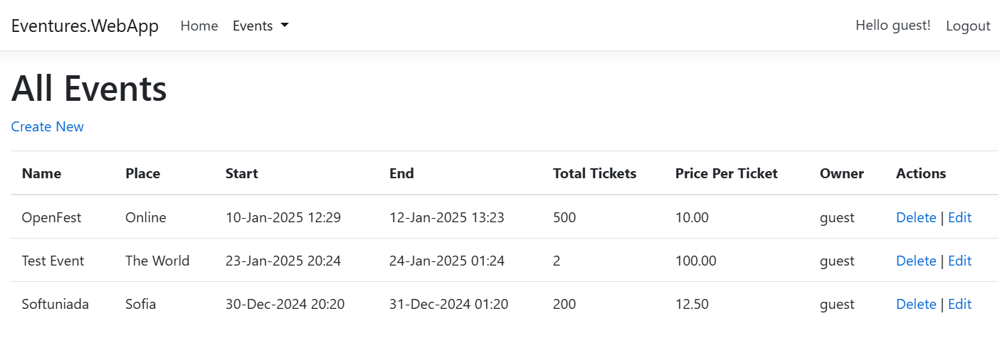 Eventures.WebApp Home Events Hello guest! Logout
All Events
Create New
Name Place Start End Total Tickets Price Per Ticket Owner Actions
OpenFest Online 10-Jan-2025 12:29 12-Jan-2025 13:23 500 10.00 guest Delete | Edit
Test Event The World 23-Jan-2025 20:24 24-Jan-2025 01:24 2 100.00 guest Delete | Edit
Softuniada Sofia 30-Dec-2024 20:20 31-Dec-2024 01:20 200 12.50 guest Delete | Edit